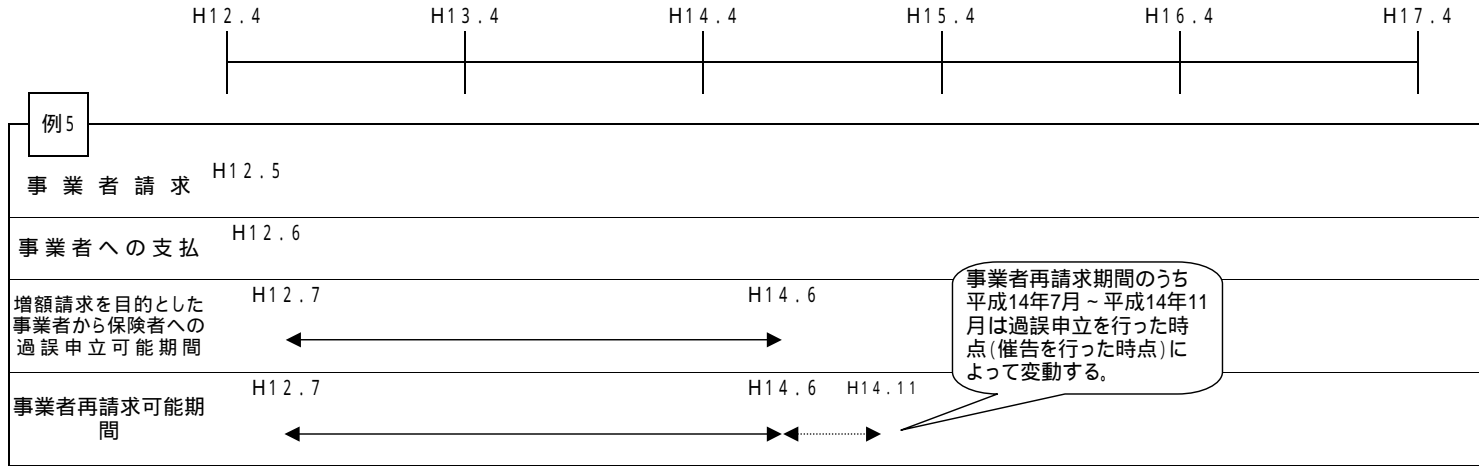 H12.4 H13.4 H14.4 H15.4 H16.4 H17.4
例5
事業者請求 H12.5
事業者への支払 H12.6
増額請求を目的とした
事業者から保険者への
過誤申立可能期間
H12.7 H14.6
事業者再請求期間のうち
平成14年7月~平成14年11
月は過誤申立を行った時
点(催告を行った時点)に
よって変動する。
事業者再請求可能期
間
H12.7 H14.6 H14.11